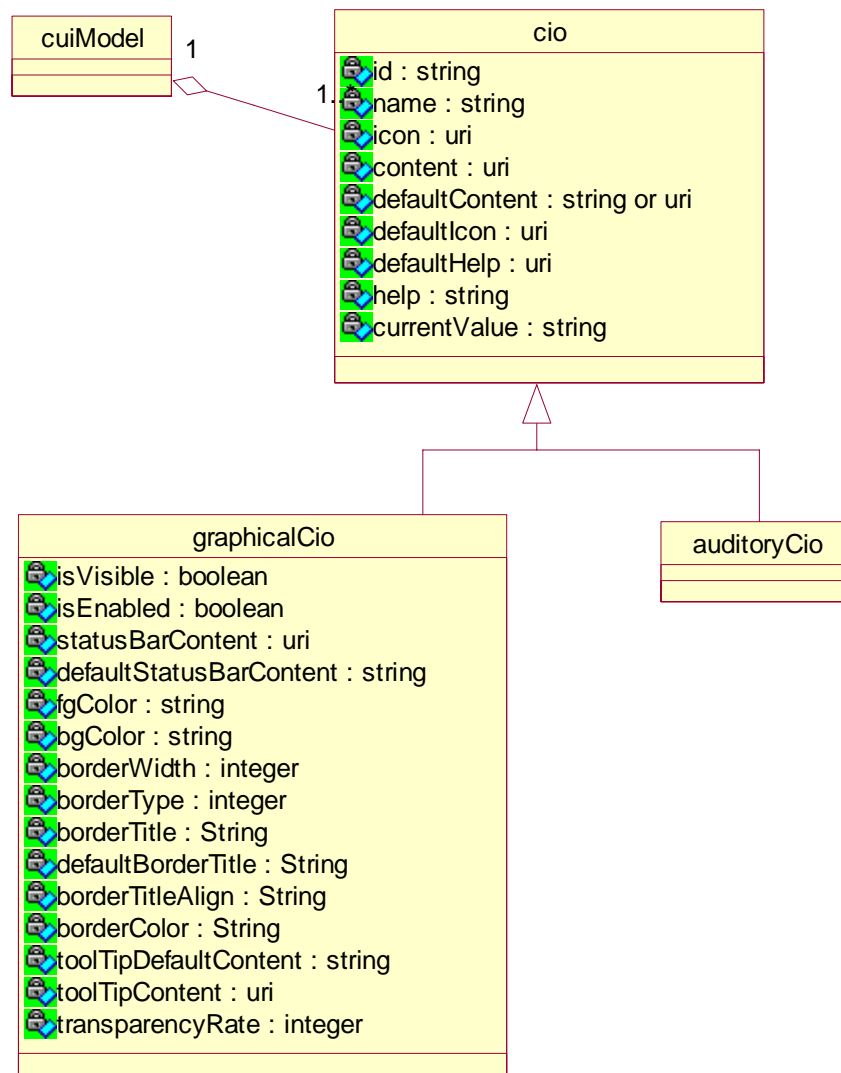 cuiModel
1
1..*
cio
id : string
name : string
icon : uri
content : uri
defaultContent : string or uri
defaultIcon : uri
defaultHelp : uri
help : string
currentValue : string
graphicalCio
isVisible : boolean
isEnabled : boolean
statusBarContent : uri
defaultStatusBarContent : string
fgColor : string
bgColor : string
borderWidth : integer
borderType : integer
borderTitle : String
defaultBorderTitle : String
borderTitleAlign : String
borderColor : String
toolTipDefaultContent : string
toolTipContent : uri
transparencyRate : integer
auditoryCio